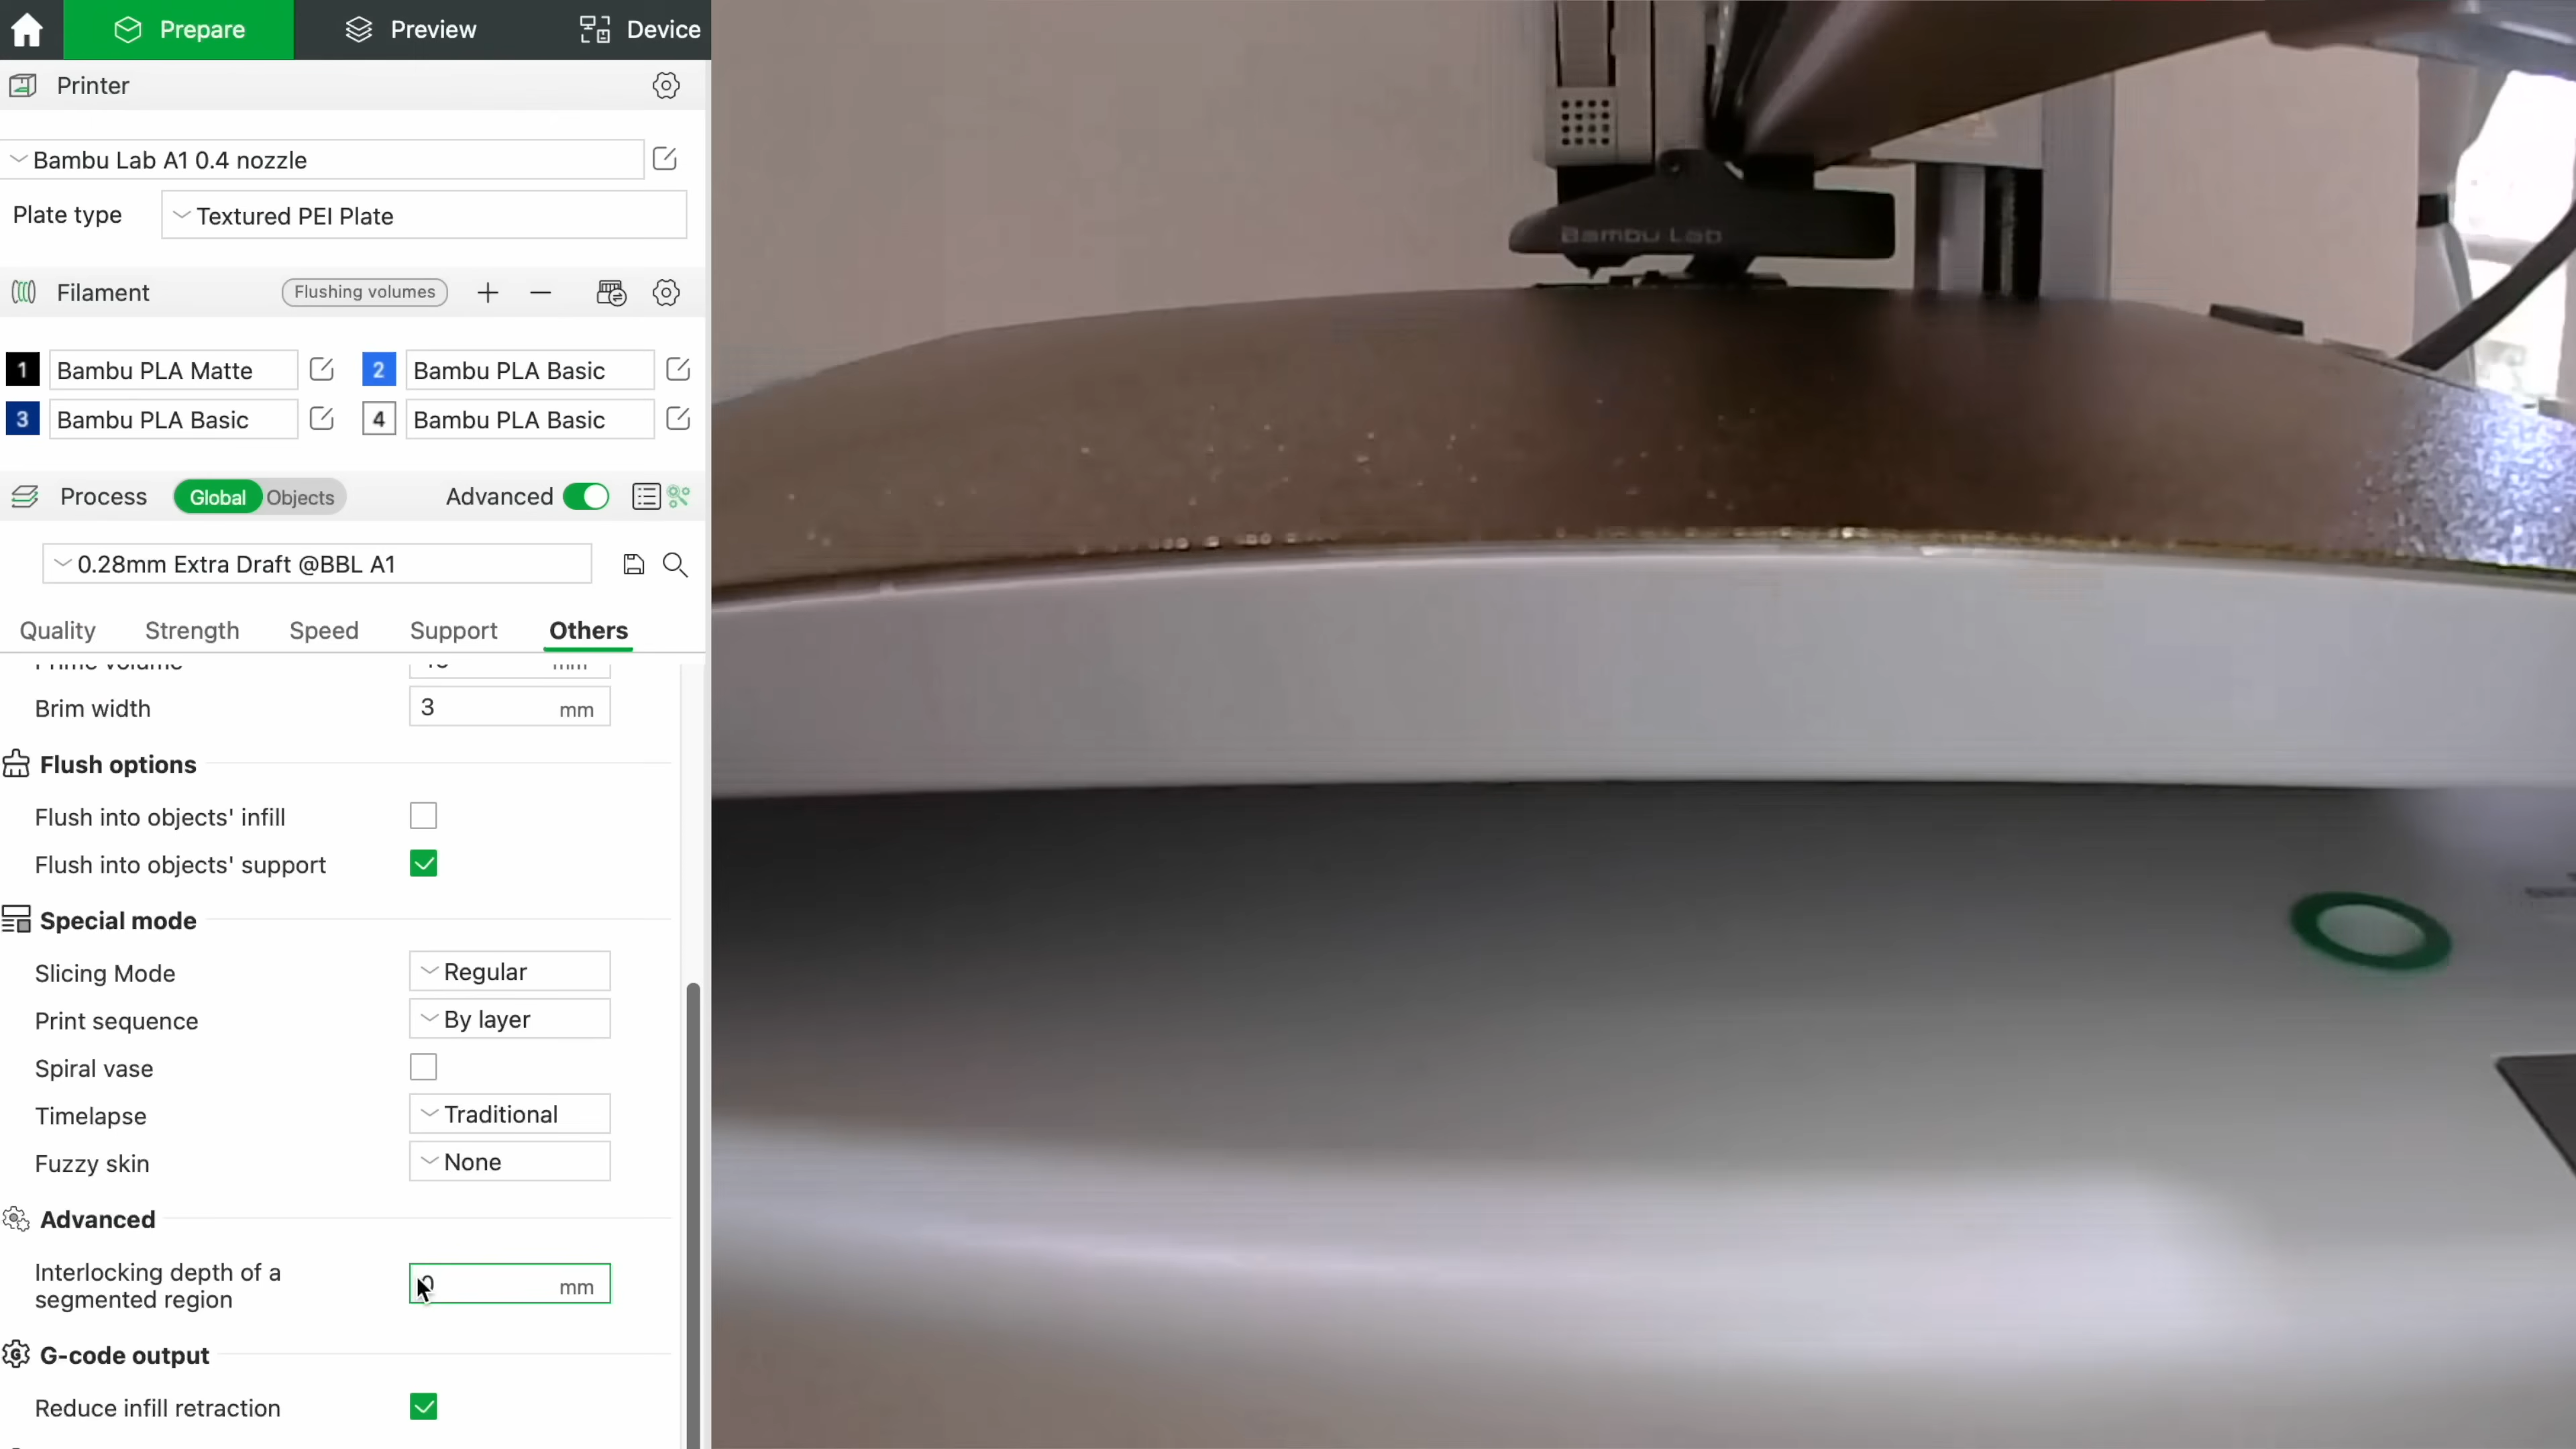 Prepare Preview Device
Printer
Bambu Lab A1 0.4 nozzle
Plate type Textured PEI Plate
Filament Flushing volumes
1 Bambu PLA Matte 2 Bambu PLA Basic
3 Bambu PLA Basic 4 Bambu PLA Basic
Process Global Objects Advanced
0.28mm Extra Draft @BBL A1
Quality Strength Speed Support Others
Prime volume mm
Brim width 3 mm
Flush options
Flush into objects' infill
Flush into objects' support
Special mode
Slicing Mode Regular
Print sequence By layer
Spiral vase
Timelapse Traditional
Fuzzy skin None
Advanced
Interlocking depth of a
segmented region 0 mm
G-code output
Reduce infill retraction
Bambu Lab